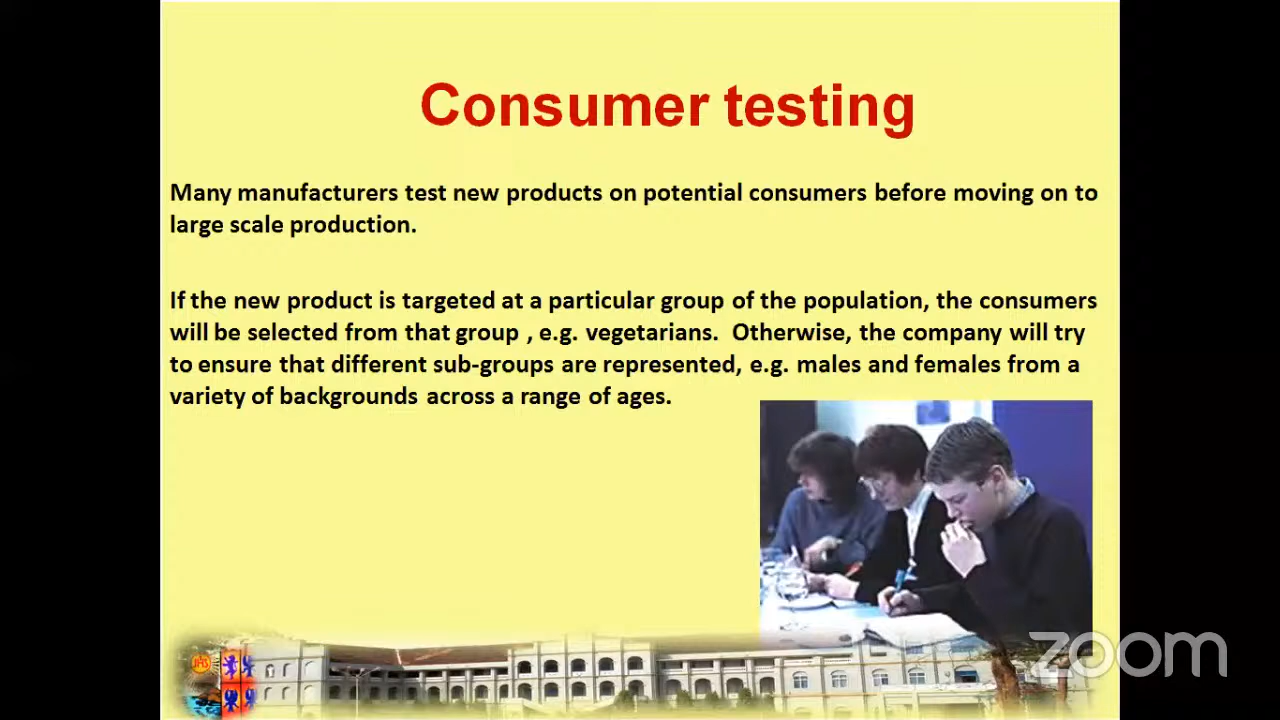 Consumer testing
Many manufacturers test new products on potential consumers before moving on to
large scale production.
If the new product is targeted at a particular group of the population, the consumers
will be selected from that group , e.g. vegetarians.  Otherwise, the company will try
to ensure that different sub-groups are represented, e.g. males and females from a
variety of backgrounds across a range of ages.
zoom